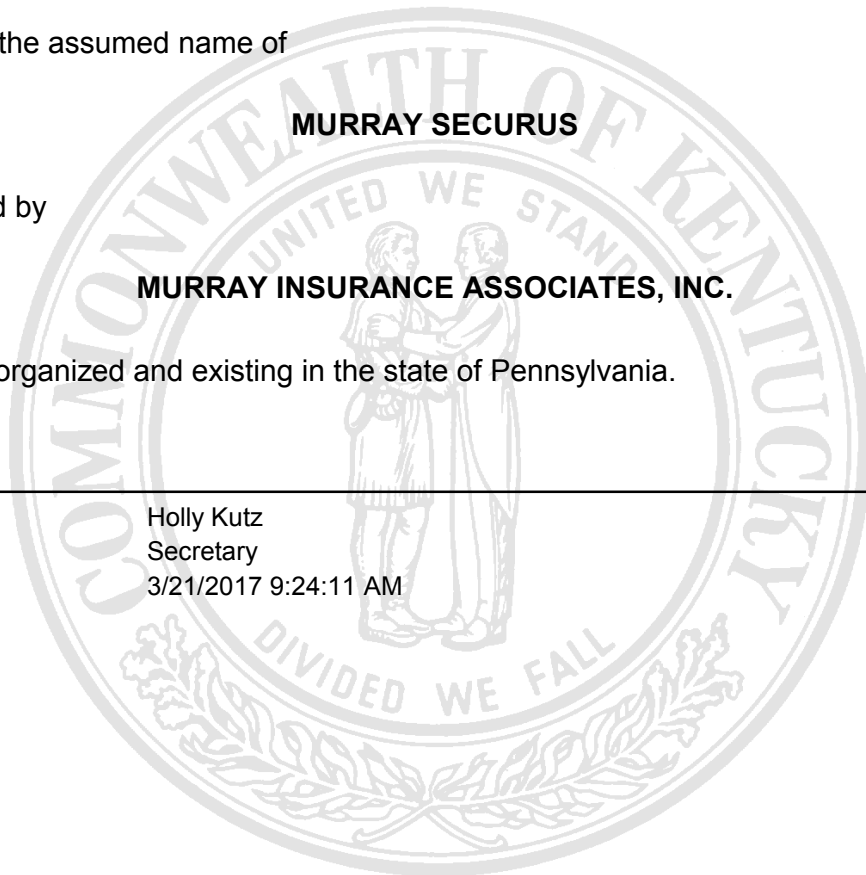 the assumed name of
MURRAY SECURUS
d by
MURRAY INSURANCE ASSOCIATES, INC.
organized and existing in the state of Pennsylvania.
Holly Kutz
Secretary
3/21/2017 9:24:11 AM
COMMONWEALTH OF KENTUCKY
UNITED WE STAND
DIVIDED WE FALL